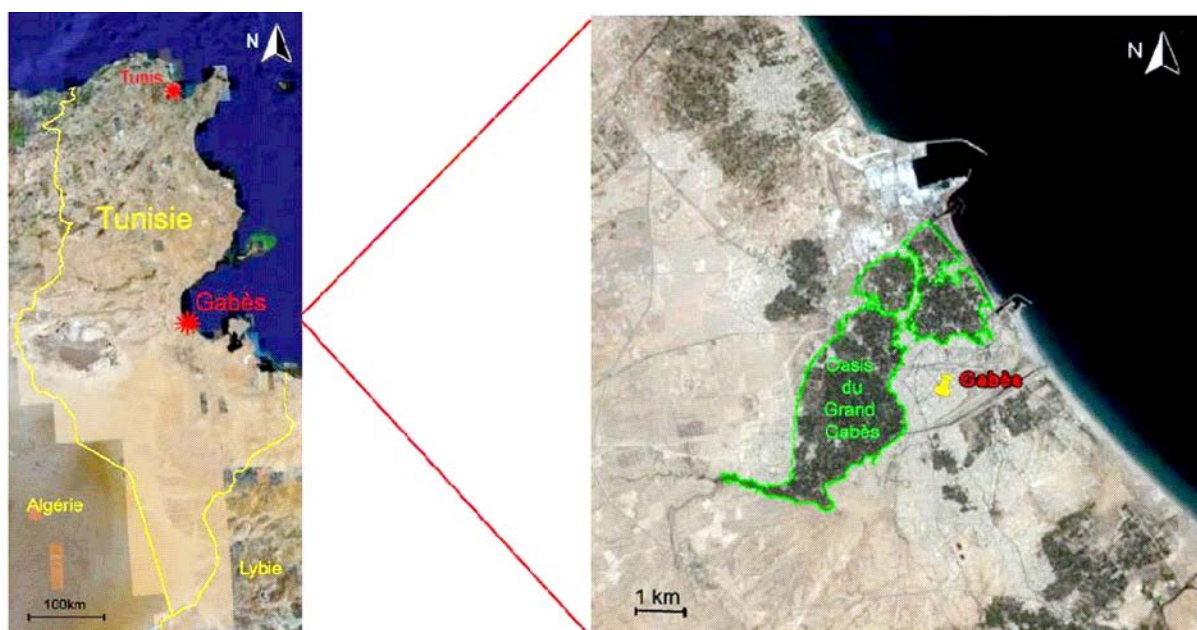 N
Tunis
Tunisie
Gabès
Algérie
Lybie
100km
N
Gabès
Oasis
du
Grand
Gabès
1 km